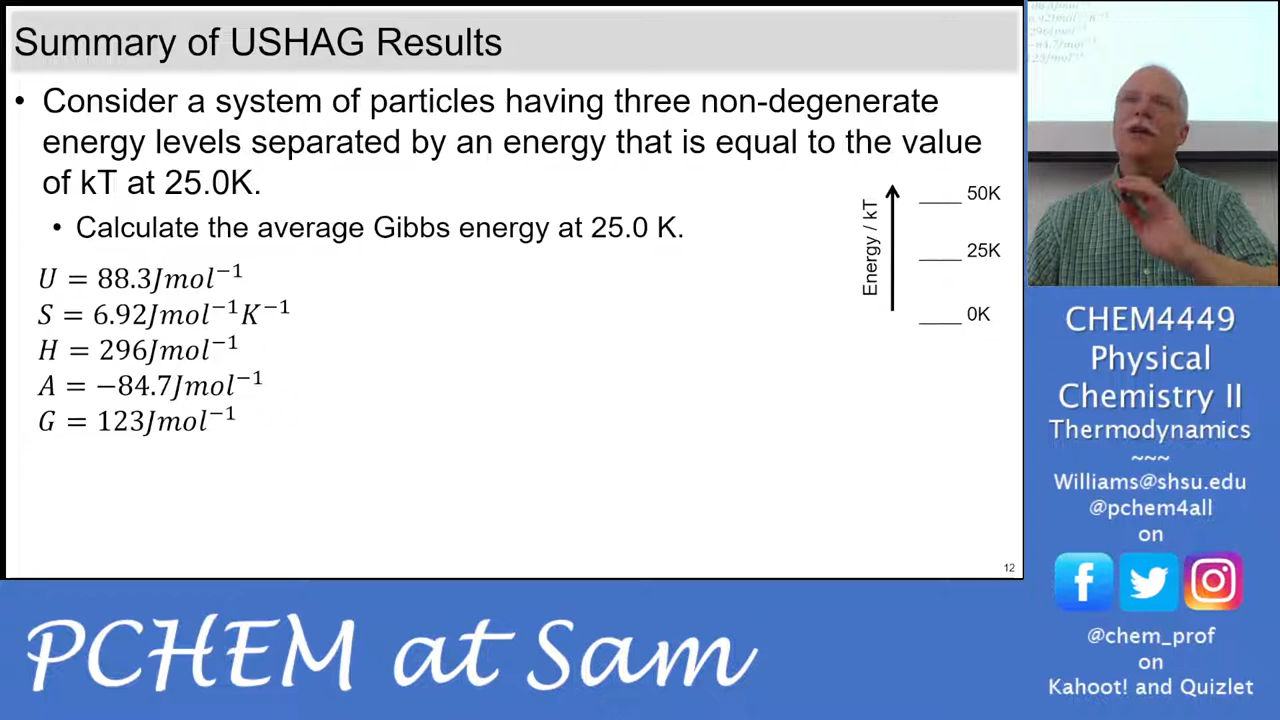 Summary of USHAG Results
• Consider a system of particles having three non-degenerate
energy levels separated by an energy that is equal to the value
of kT at 25.0K.
• Calculate the average Gibbs energy at 25.0 K.
U = 88.3Jmol⁻¹
S = 6.92Jmol⁻¹K⁻¹
H = 296Jmol⁻¹
A = −84.7Jmol⁻¹
G = 123Jmol⁻¹
Energy / kT
50K
25K
0K
12
CHEM4449
Physical
Chemistry II
Thermodynamics
~~~
Williams@shsu.edu
@pchem4all
on
@chem_prof
on
Kahoot! and Quizlet
PCHEM at Sam